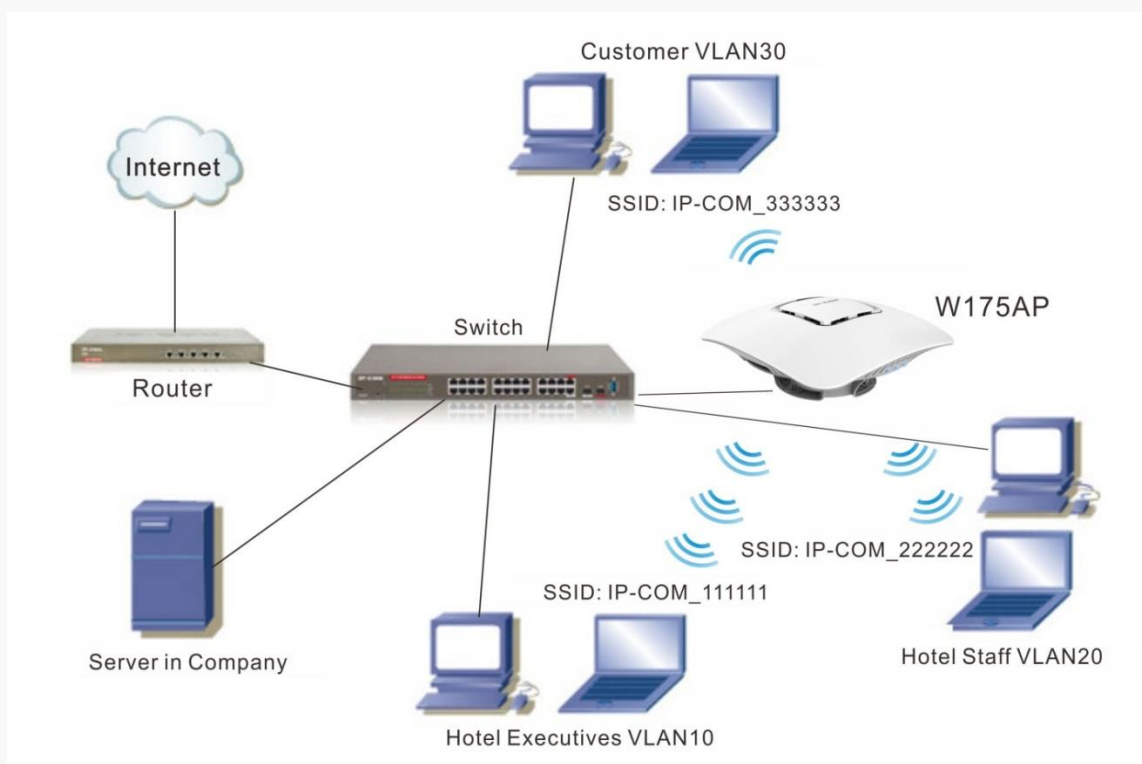 Customer VLAN30
Internet
SSID: IP-COM_333333
W175AP
Switch
Router
SSID: IP-COM_222222
SSID: IP-COM_111111
Server in Company
Hotel Staff VLAN20
Hotel Executives VLAN10